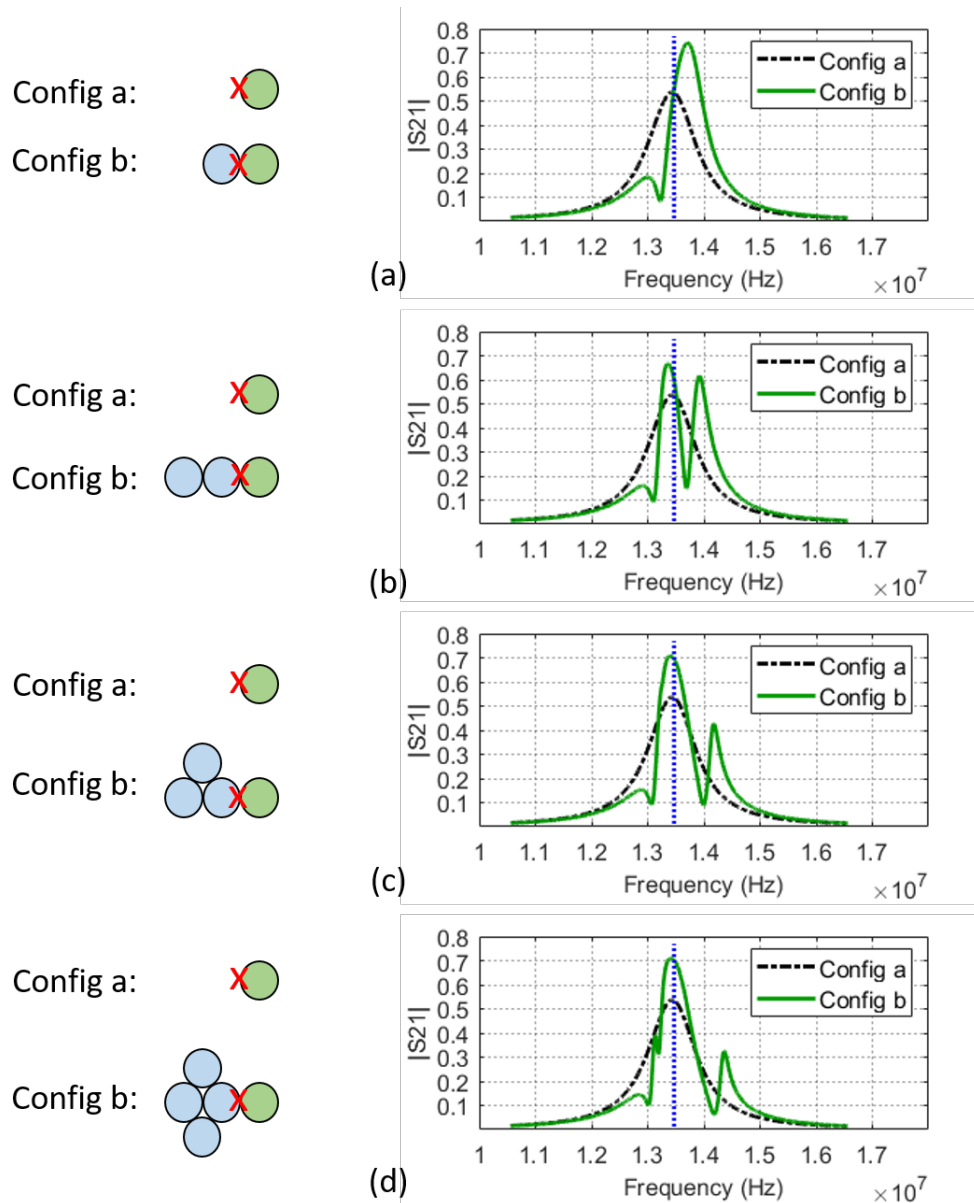 Config a:
X
Config b:
X
0.8
0.7
0.6
0.5
0.4
0.3
0.2
0.1
|S21|
Config a
Config b
1 1.1 1.2 1.3 1.4 1.5 1.6 1.7
Frequency (Hz)
×10⁷
(a)
Config a:
X
Config b:
X
0.8
0.7
0.6
0.5
0.4
0.3
0.2
0.1
|S21|
Config a
Config b
1 1.1 1.2 1.3 1.4 1.5 1.6 1.7
Frequency (Hz)
×10⁷
(b)
Config a:
X
Config b:
X
0.8
0.7
0.6
0.5
0.4
0.3
0.2
0.1
|S21|
Config a
Config b
1 1.1 1.2 1.3 1.4 1.5 1.6 1.7
Frequency (Hz)
×10⁷
(c)
Config a:
X
Config b:
X
0.8
0.7
0.6
0.5
0.4
0.3
0.2
0.1
|S21|
Config a
Config b
1 1.1 1.2 1.3 1.4 1.5 1.6 1.7
Frequency (Hz)
×10⁷
(d)